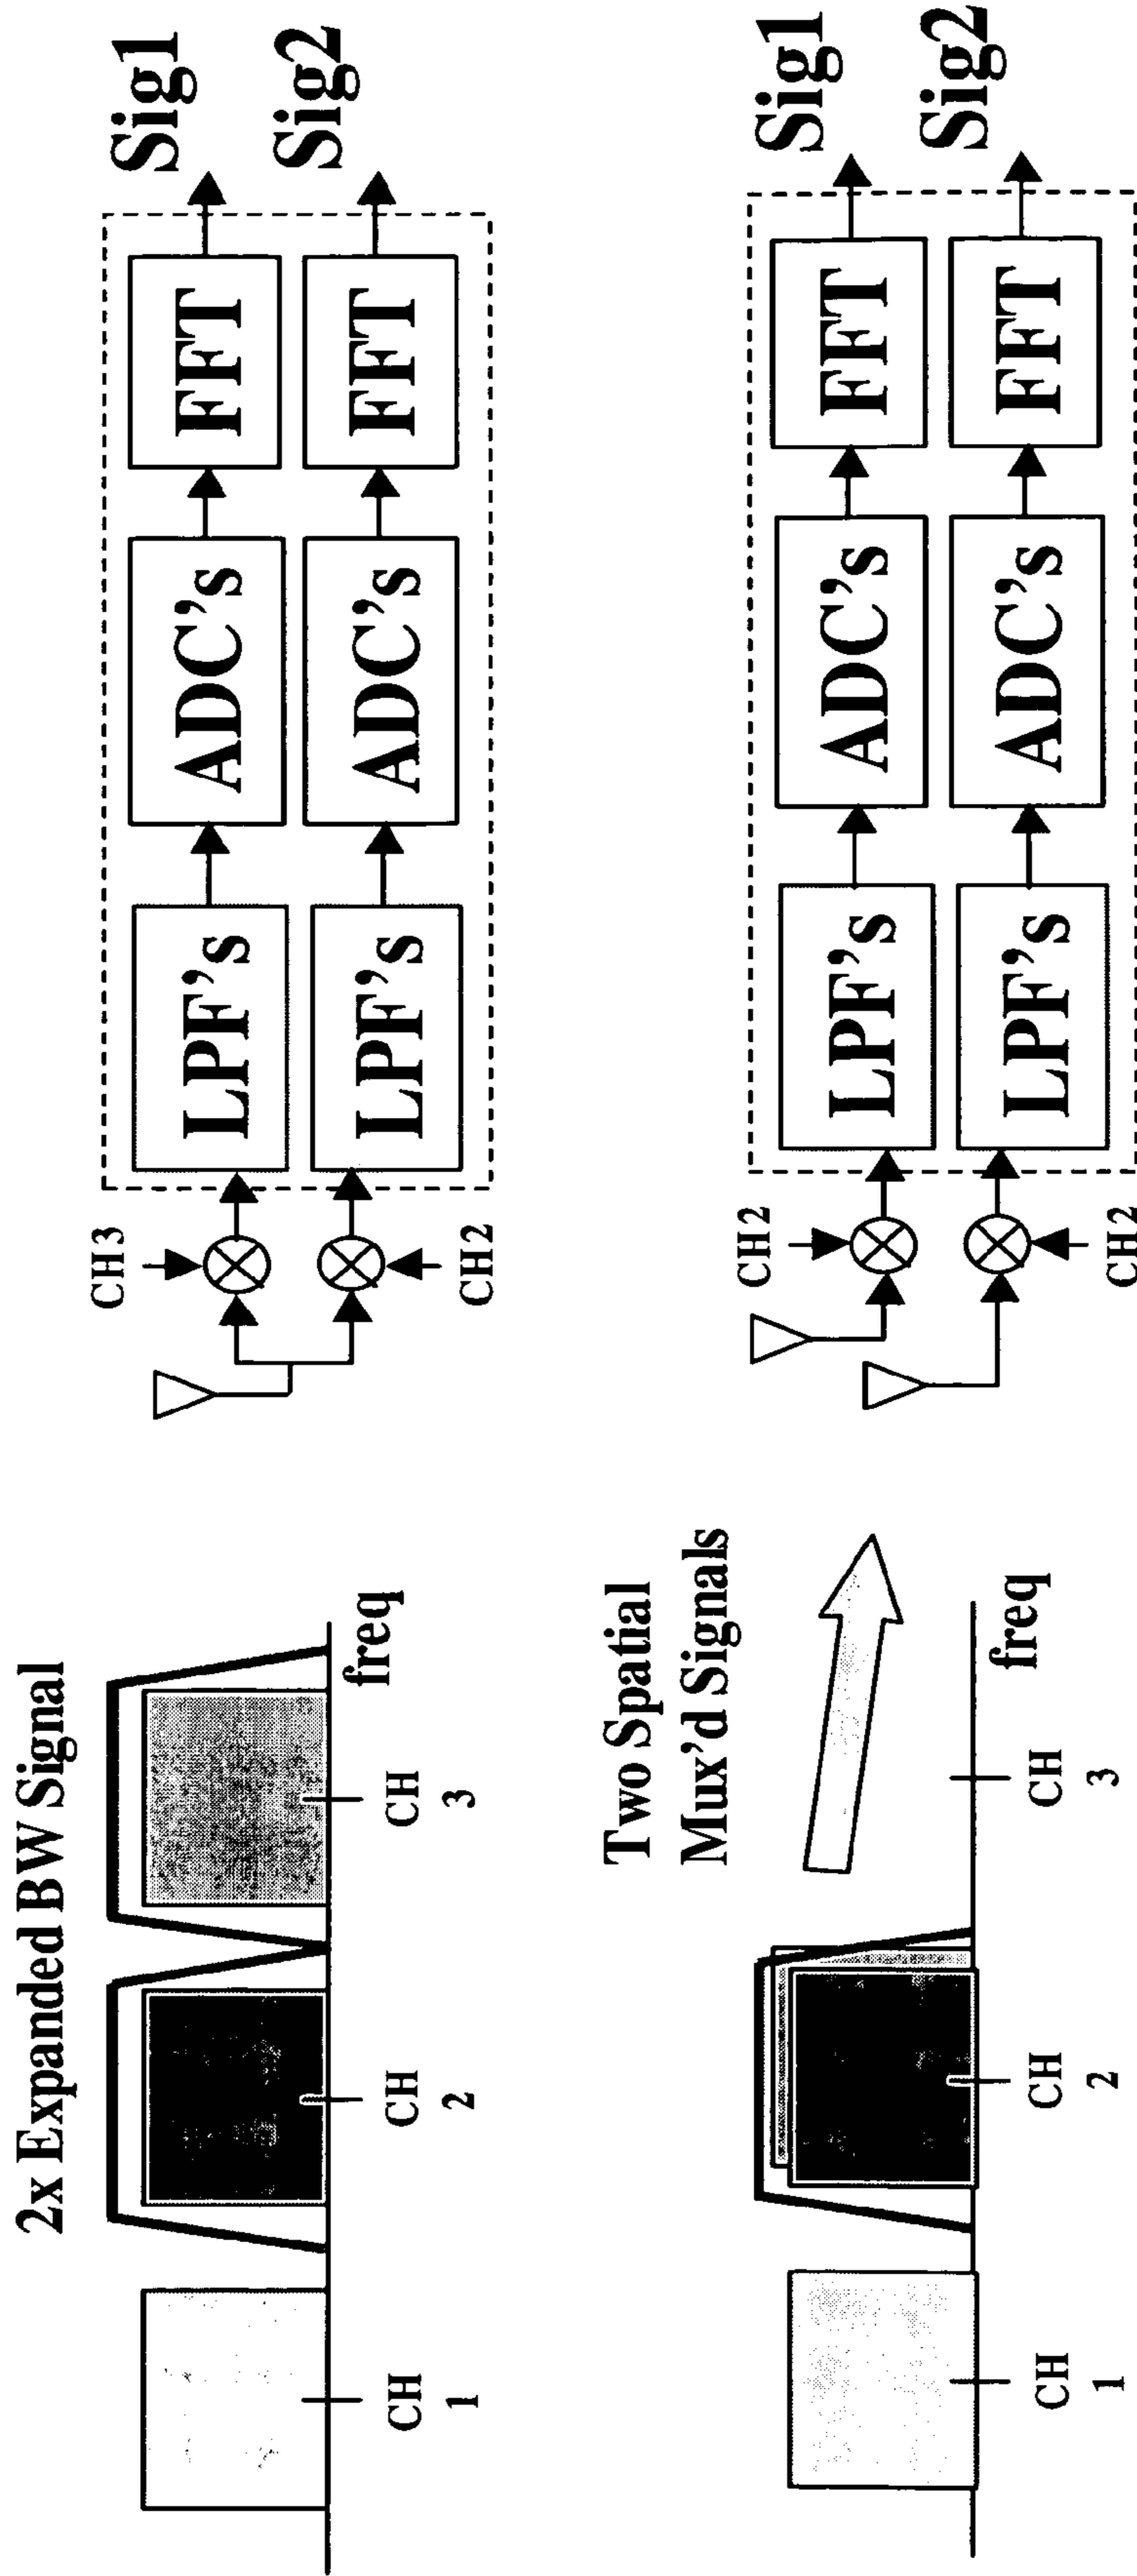 2x Expanded BW Signal
CH
1
CH
2
CH
3
freq
CH3
CH2
LPF's
ADC's
FFT
Sig1
LPF's
ADC's
FFT
Sig2
Two Spatial
Mux'd Signals
CH
1
CH
2
CH
3
freq
CH2
CH2
LPF's
ADC's
FFT
Sig1
LPF's
ADC's
FFT
Sig2